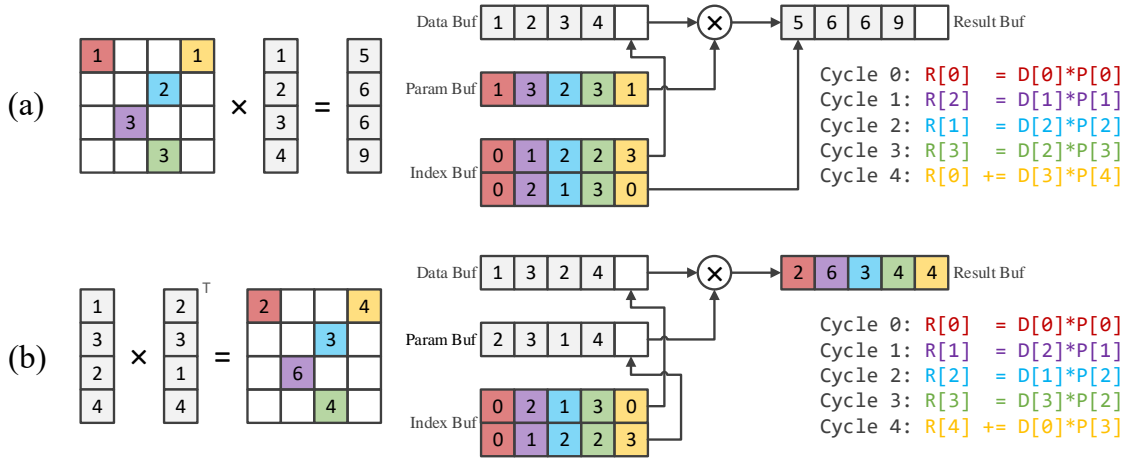 (a)
1 1
2
3
3
×
1
2
3
4
=
5
6
6
9
Data Buf 1 2 3 4
×
5 6 6 9 Result Buf
Param Buf 1 3 2 3 1
Index Buf
0 1 2 2 3
0 2 1 3 0
Cycle 0: R[0] = D[0]*P[0]
Cycle 1: R[2] = D[1]*P[1]
Cycle 2: R[1] = D[2]*P[2]
Cycle 3: R[3] = D[2]*P[3]
Cycle 4: R[0] += D[3]*P[4]
(b)
1
3
2
4
×
2
3
1
4
T
=
2 4
3
6
4
Data Buf 1 3 2 4
×
2 6 3 4 4 Result Buf
Param Buf 2 3 1 4
Index Buf
0 2 1 3 0
0 1 2 2 3
Cycle 0: R[0] = D[0]*P[0]
Cycle 1: R[1] = D[2]*P[1]
Cycle 2: R[2] = D[1]*P[2]
Cycle 3: R[3] = D[3]*P[2]
Cycle 4: R[4] += D[0]*P[3]